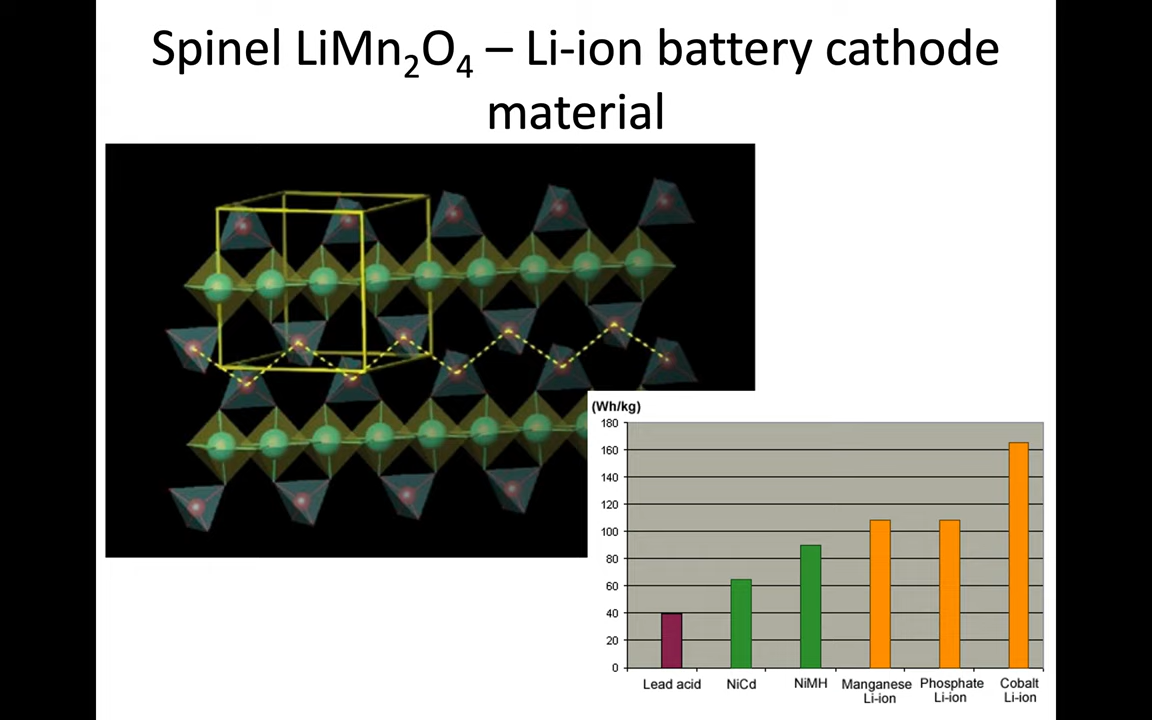 Spinel LiMn₂O₄ – Li-ion battery cathode
material
(Wh/kg)
180
160
140
120
100
80
60
40
20
0
Lead acid NiCd NiMH Manganese Phosphate Cobalt
Li-ion Li-ion Li-ion